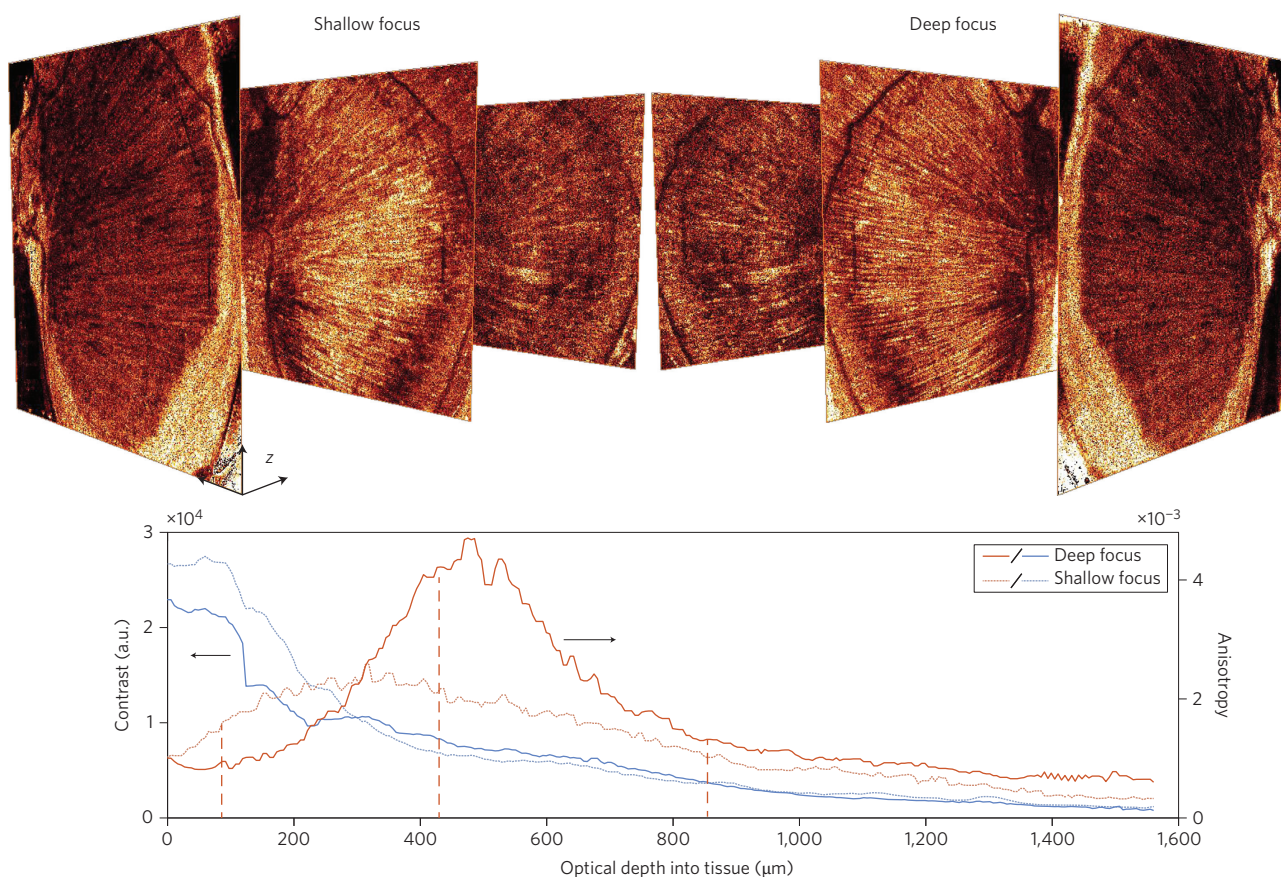 Shallow focus
Deep focus
z
×10⁴
×10⁻³
3
2
1
0
Contrast (a.u.)
4
2
0
Anisotropy
Deep focus
Shallow focus
0
200
400
600
800
1,000
1,200
1,400
1,600
Optical depth into tissue (μm)